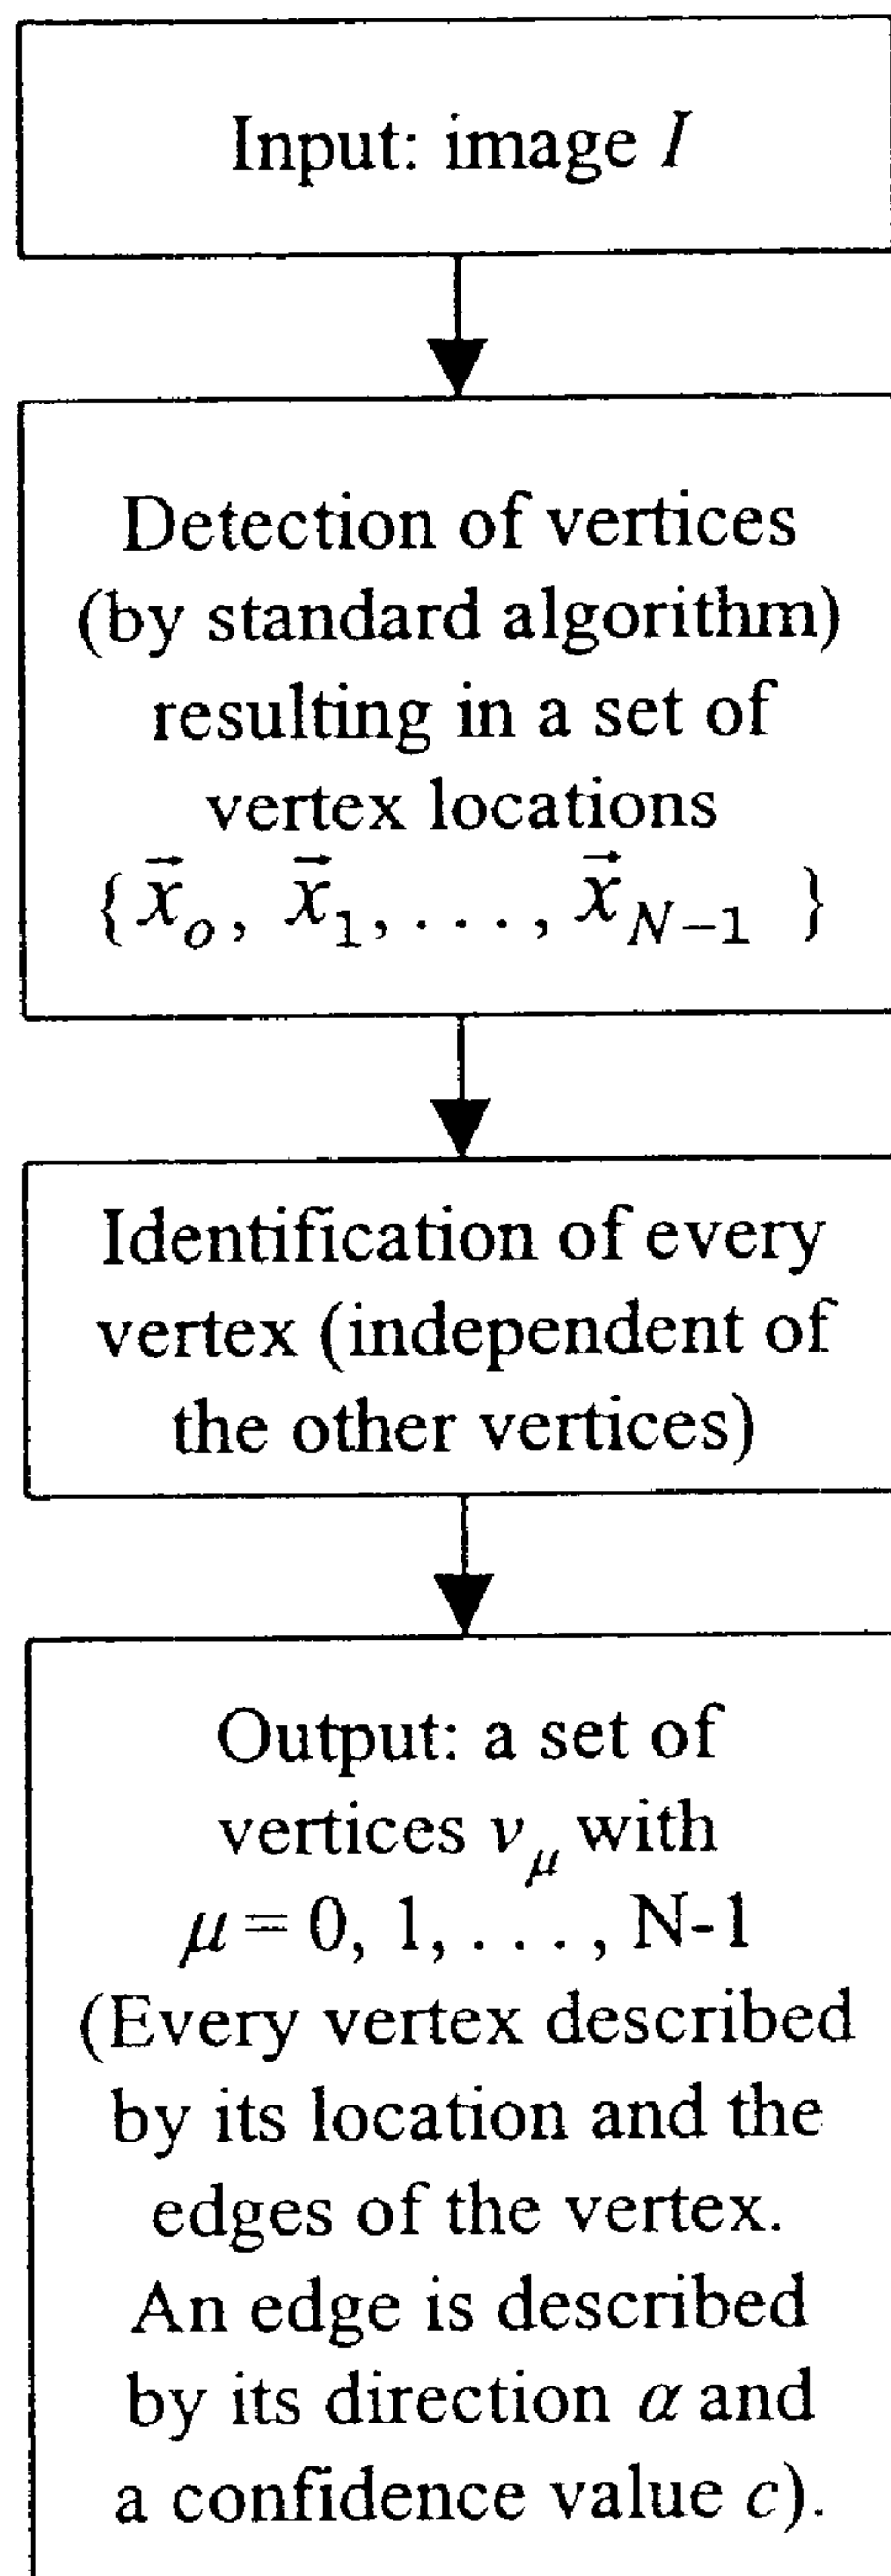 Input: image I
Detection of vertices
(by standard algorithm)
resulting in a set of
vertex locations
{ x⃗ₒ, x⃗₁, . . . , x⃗_N−1 }
Identification of every
vertex (independent of
the other vertices)
Output: a set of
vertices v_μ with
μ = 0, 1, . . . , N-1
(Every vertex described
by its location and the
edges of the vertex.
An edge is described
by its direction α and
a confidence value c).